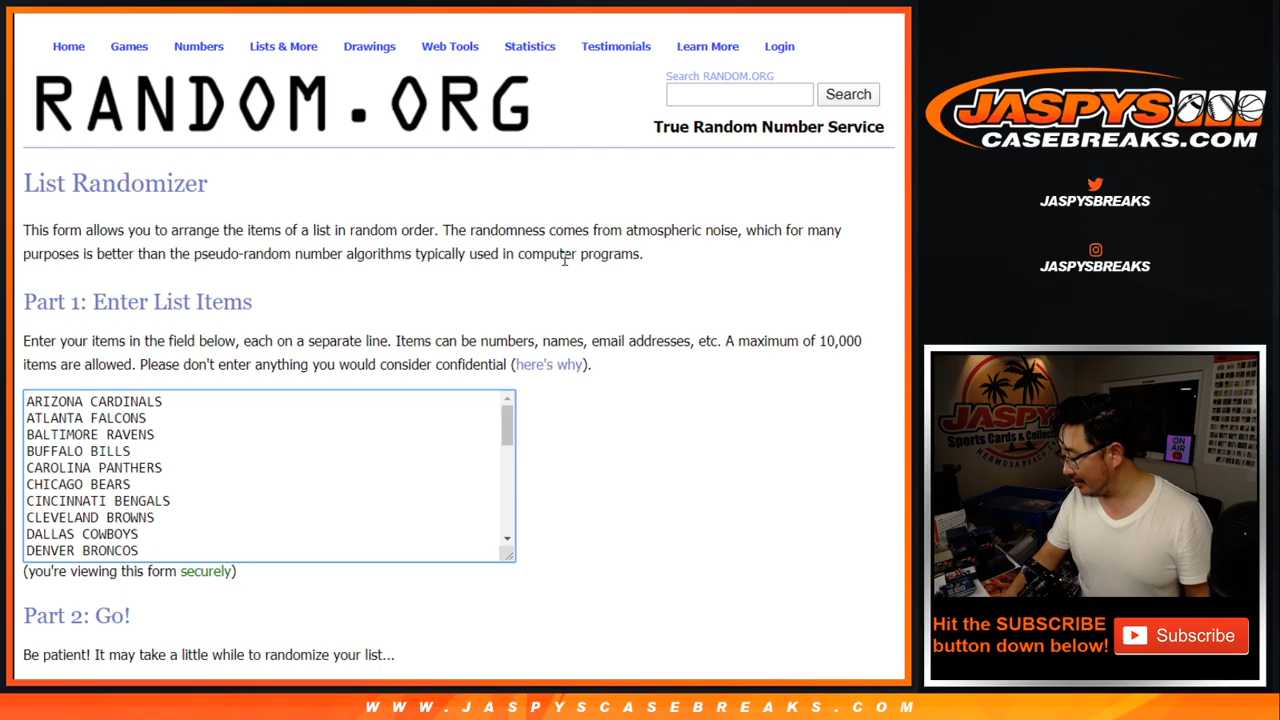 Home Games Numbers Lists & More Drawings Web Tools Statistics Testimonials Learn More Login
RANDOM.ORG
Search RANDOM.ORG
Search
True Random Number Service
List Randomizer
This form allows you to arrange the items of a list in random order. The randomness comes from atmospheric noise, which for many
purposes is better than the pseudo-random number algorithms typically used in computer programs.
Part 1: Enter List Items
Enter your items in the field below, each on a separate line. Items can be numbers, names, email addresses, etc. A maximum of 10,000
items are allowed. Please don't enter anything you would consider confidential (here's why).
ARIZONA CARDINALS
ATLANTA FALCONS
BALTIMORE RAVENS
BUFFALO BILLS
CAROLINA PANTHERS
CHICAGO BEARS
CINCINNATI BENGALS
CLEVELAND BROWNS
DALLAS COWBOYS
DENVER BRONCOS
(you're viewing this form securely)
Part 2: Go!
Be patient! It may take a little while to randomize your list...
JASPYS
CASEBREAKS.COM
JASPYSBREAKS
JASPYSBREAKS
JASPY
Sports Cards & Collect
HERMOSA BEACH
ON
AIR
Hit the SUBSCRIBE
button down below!
Subscribe
WWW.JASPYSCASEBREAKS.COM